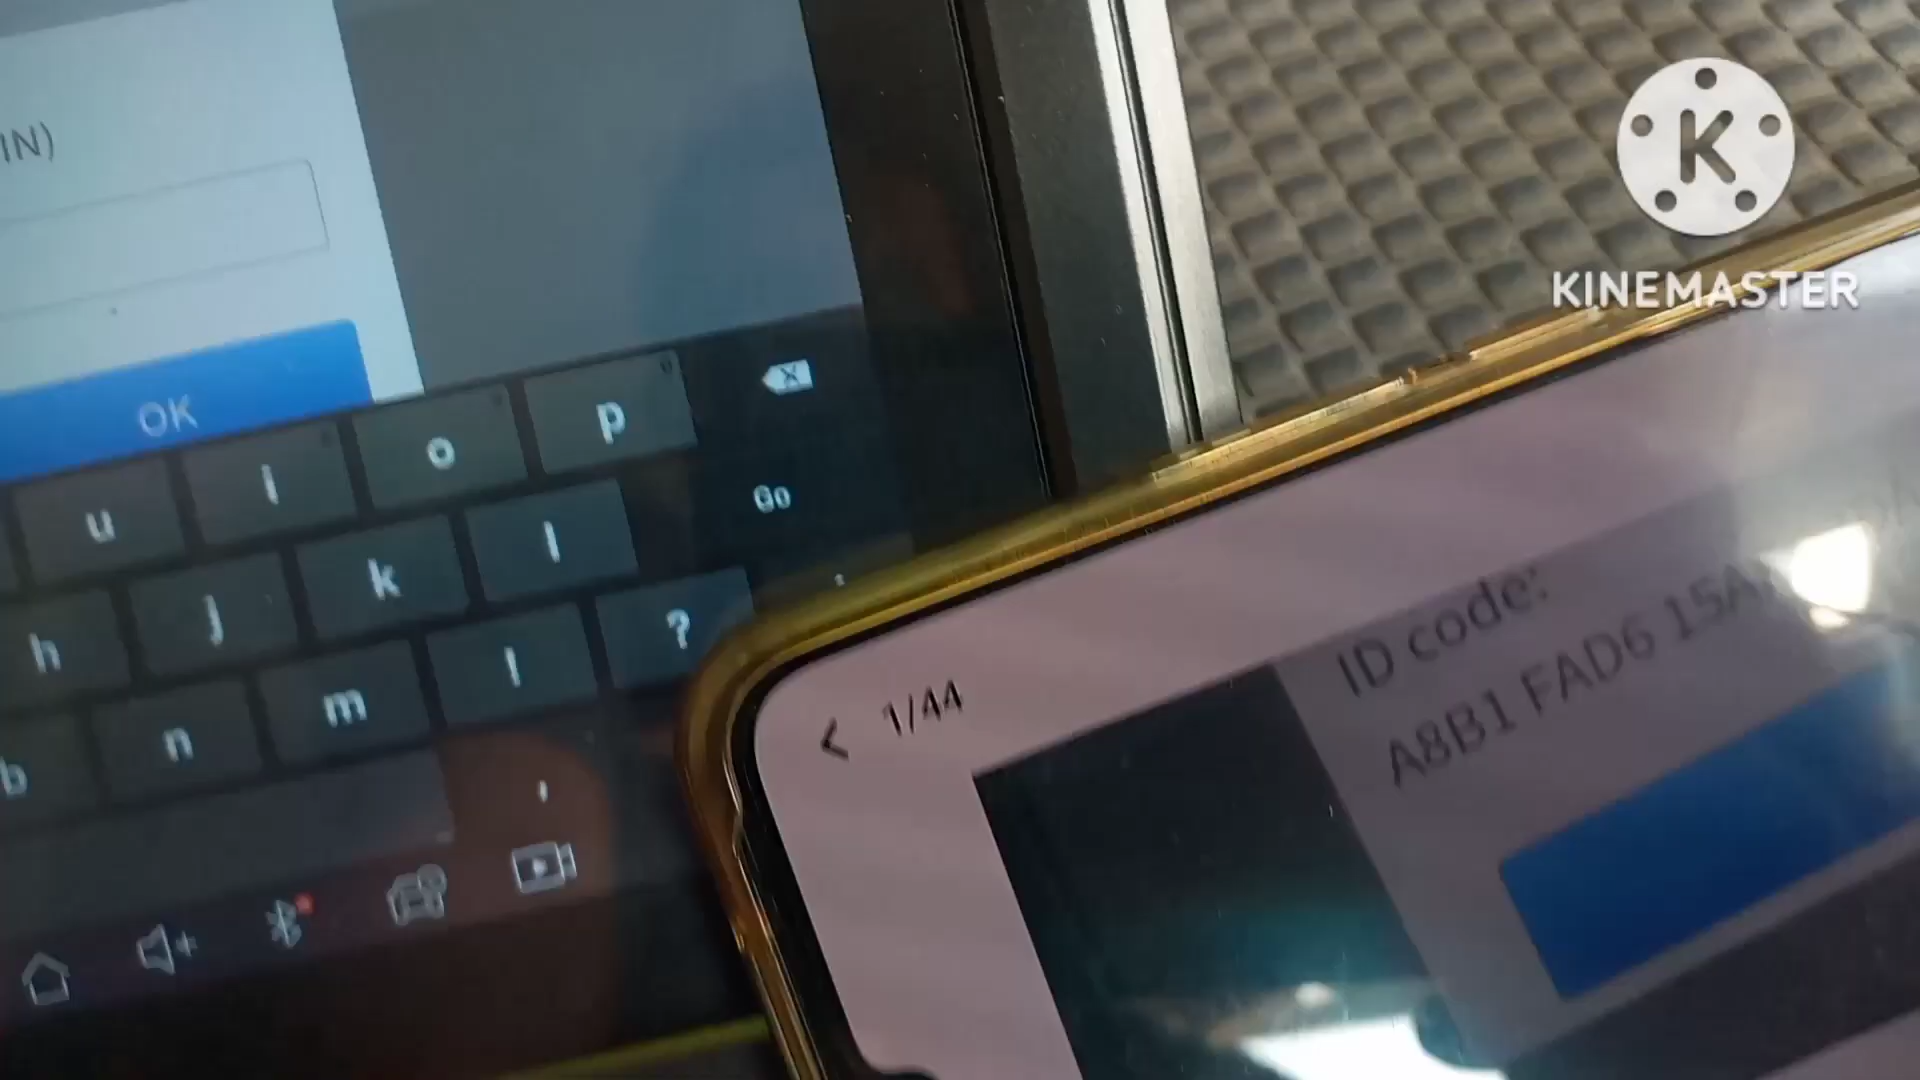 IN)
OK
u i o p
Go
h j k l
b n m ! ?
,
K
KINEMASTER
1/44
ID code:
A8B1 FAD6 15A